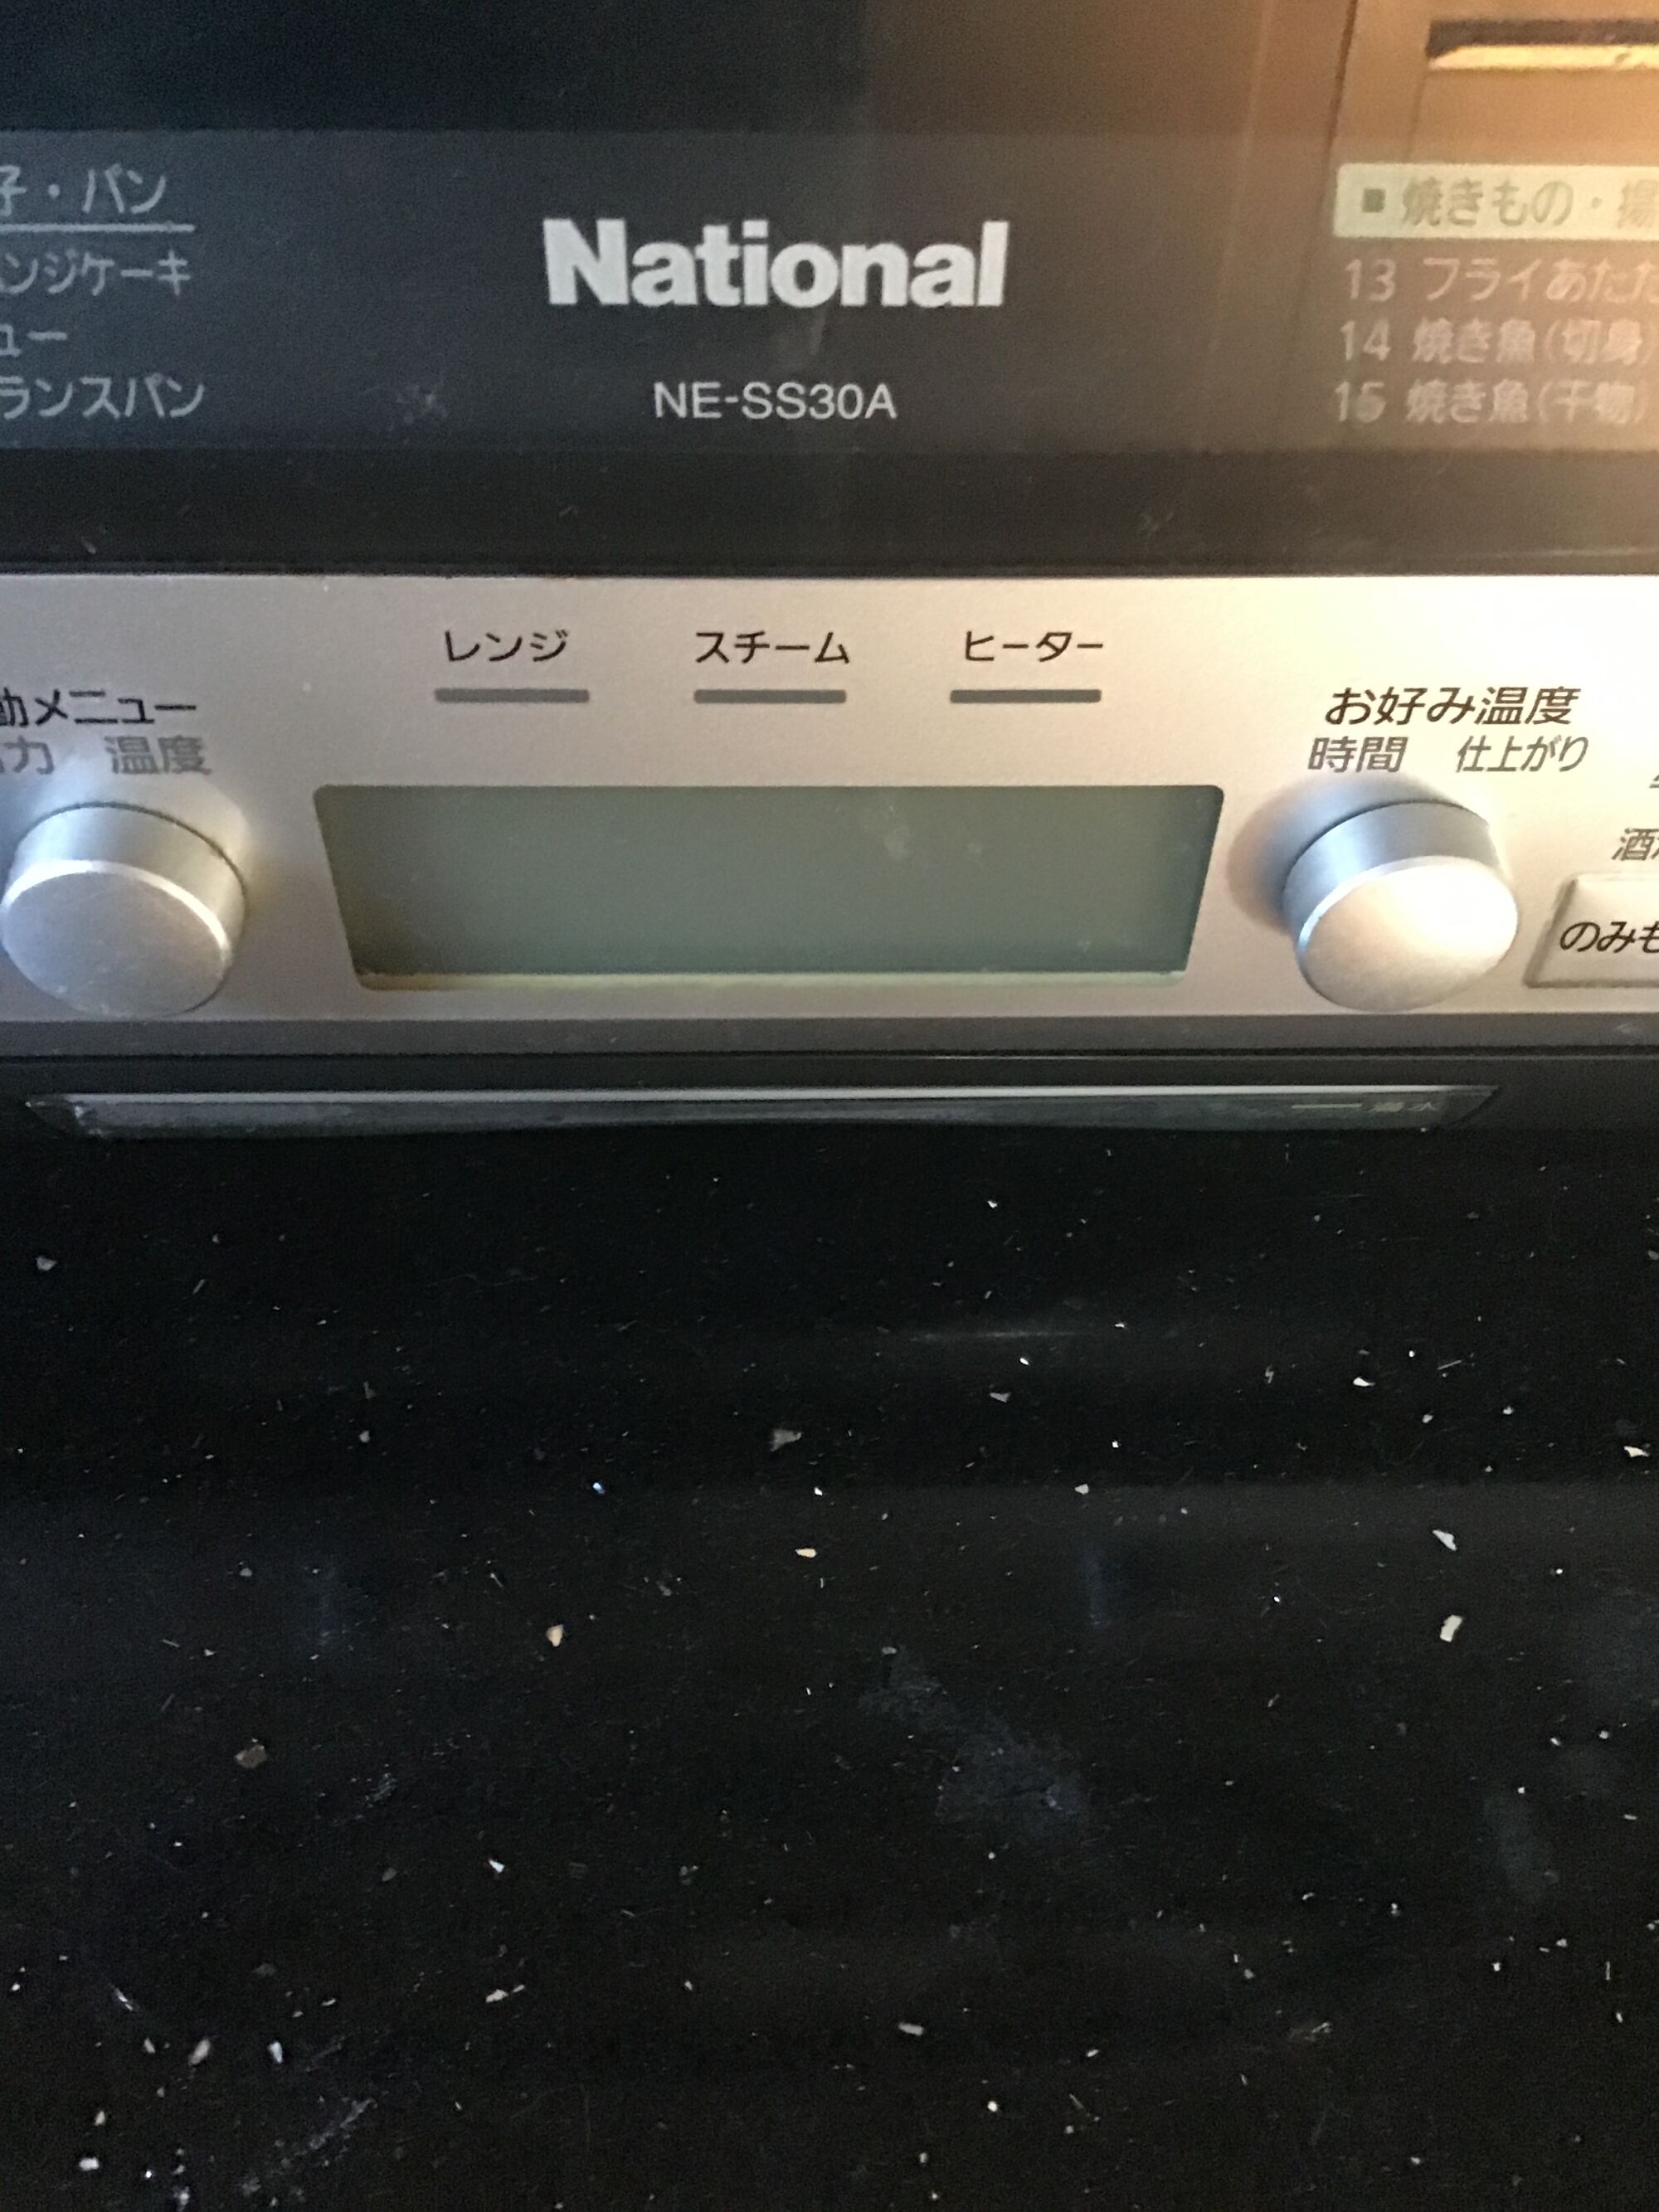 子・パン
ンジケーキ
ュー
ランスパン
National
NE-SS30A
■焼きもの・揚
13 フライあたた
14 焼き魚(切身)
15 焼き魚(干物)
レンジ
スチーム
ヒーター
動メニュー
力 温度
お好み温度
時間 仕上がり
酒
のみも
満水